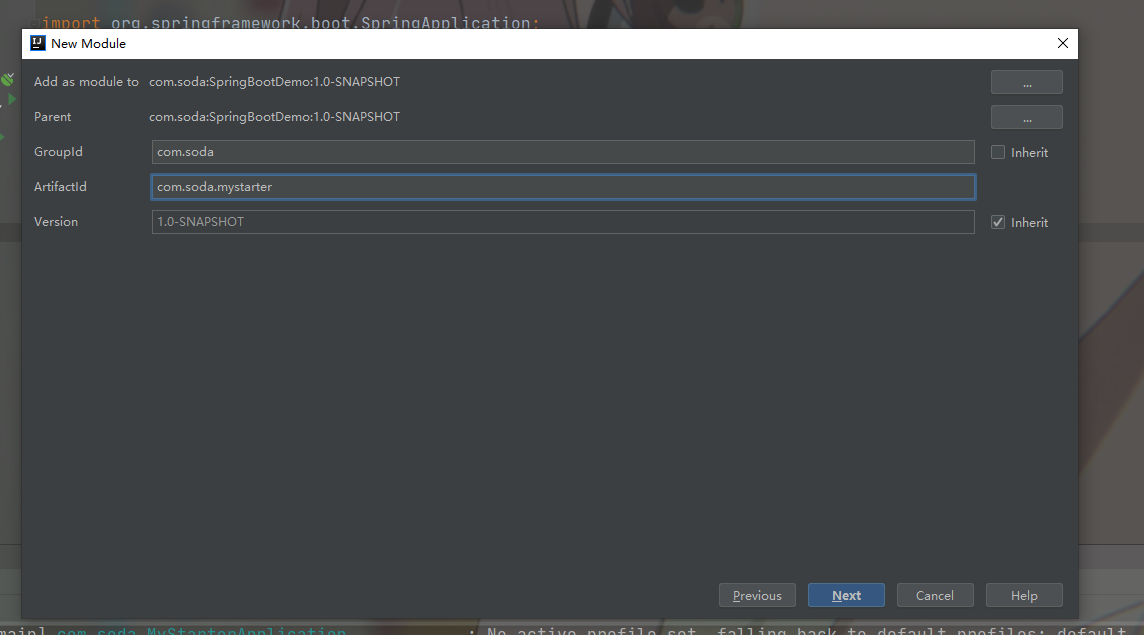 import org.springframework.boot.SpringApplication;
New Module
Add as module to com.soda:SpringBootDemo:1.0-SNAPSHOT ...
Parent com.soda:SpringBootDemo:1.0-SNAPSHOT ...
GroupId com.soda Inherit
ArtifactId com.soda.mystarter
Version 1.0-SNAPSHOT Inherit
Previous Next Cancel Help
main] com.soda.MyStarterApplication : No active profile set, falling back to default profiles: default